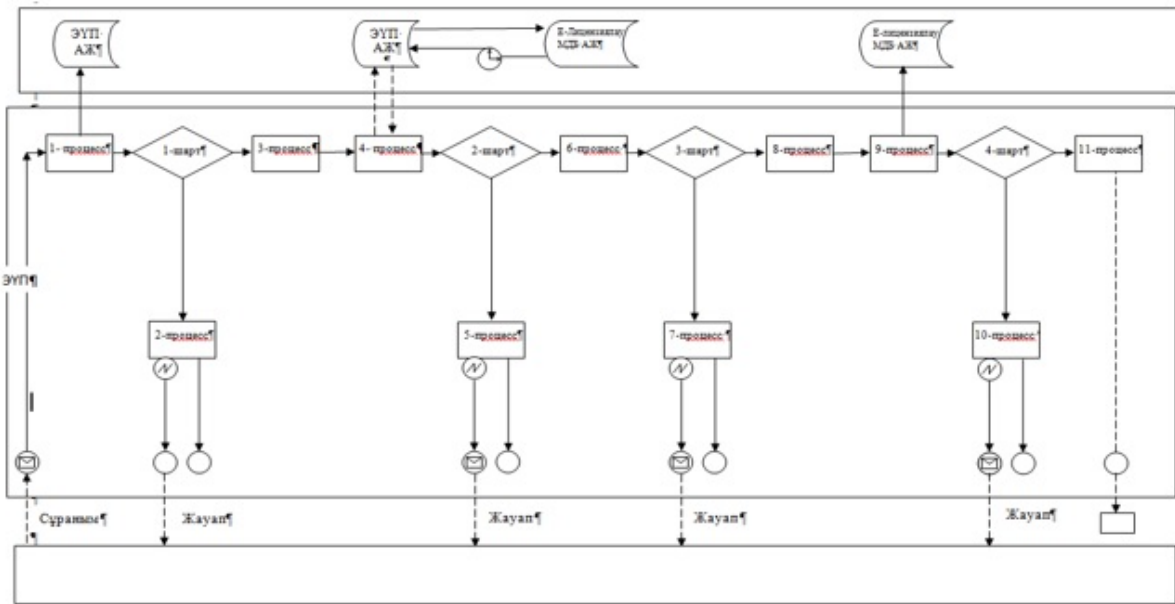 ЭҮП
АЖ¶
ЭҮП
АЖ¶
¶
Е-Лицензиялау
МДБ АЖ¶
Е-лицензиялау
МДБ АЖ¶
1- процесс¶
1-шарт¶
3-процесс¶
4- процесс¶
2-шарт¶
6-процесс¶
3-шарт¶
8-процесс¶
9-процесс¶
4-шарт¶
11-процесс¶
ЭҮП¶
2-процесс¶
5-процесс¶
7-процесс¶
10-процесс¶
Сұраным¶
Жауап¶
Жауап¶
Жауап¶
Жауап¶
¶